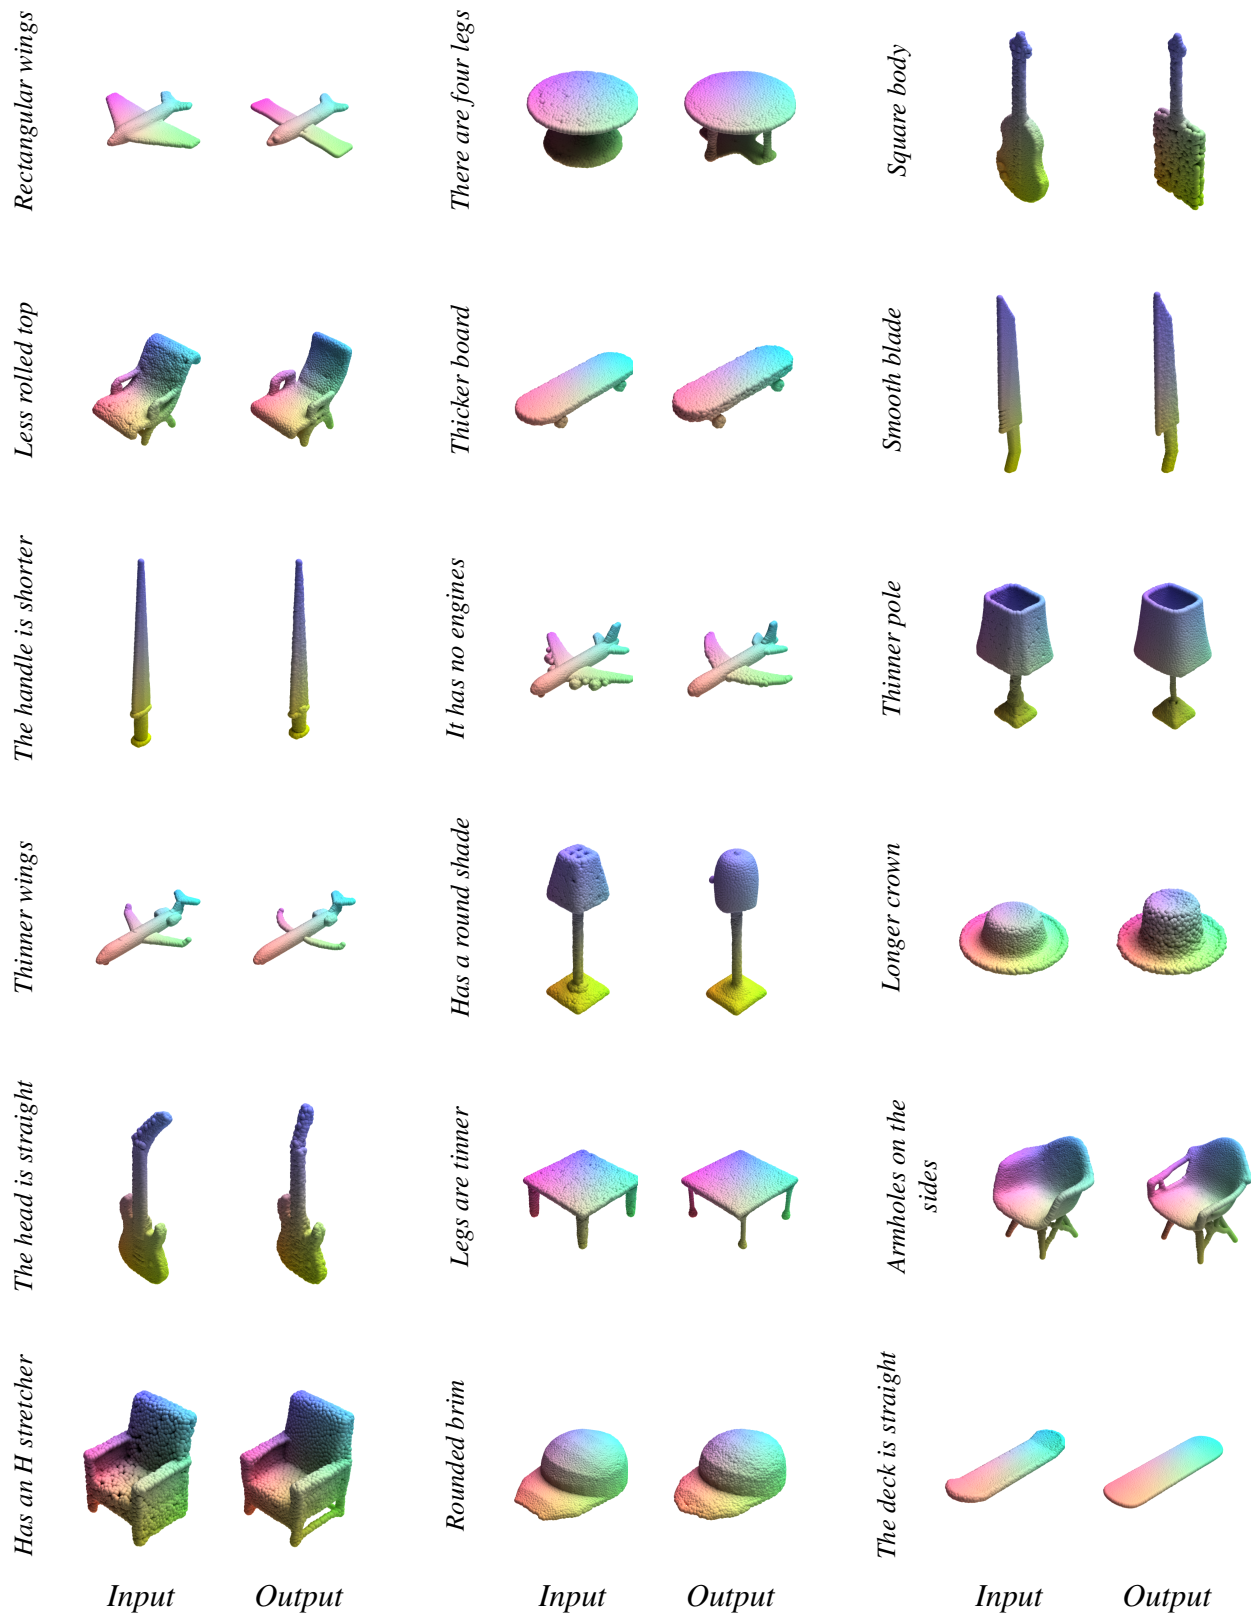 Rectangular wings
There are four legs
Square body
Less rolled top
Thicker board
Smooth blade
The handle is shorter
It has no engines
Thinner pole
Thinner wings
Has a round shade
Longer crown
The head is straight
Legs are tinner
Armholes on the
sides
Has an H stretcher
Rounded brim
The deck is straight
Input
Output
Input
Output
Input
Output